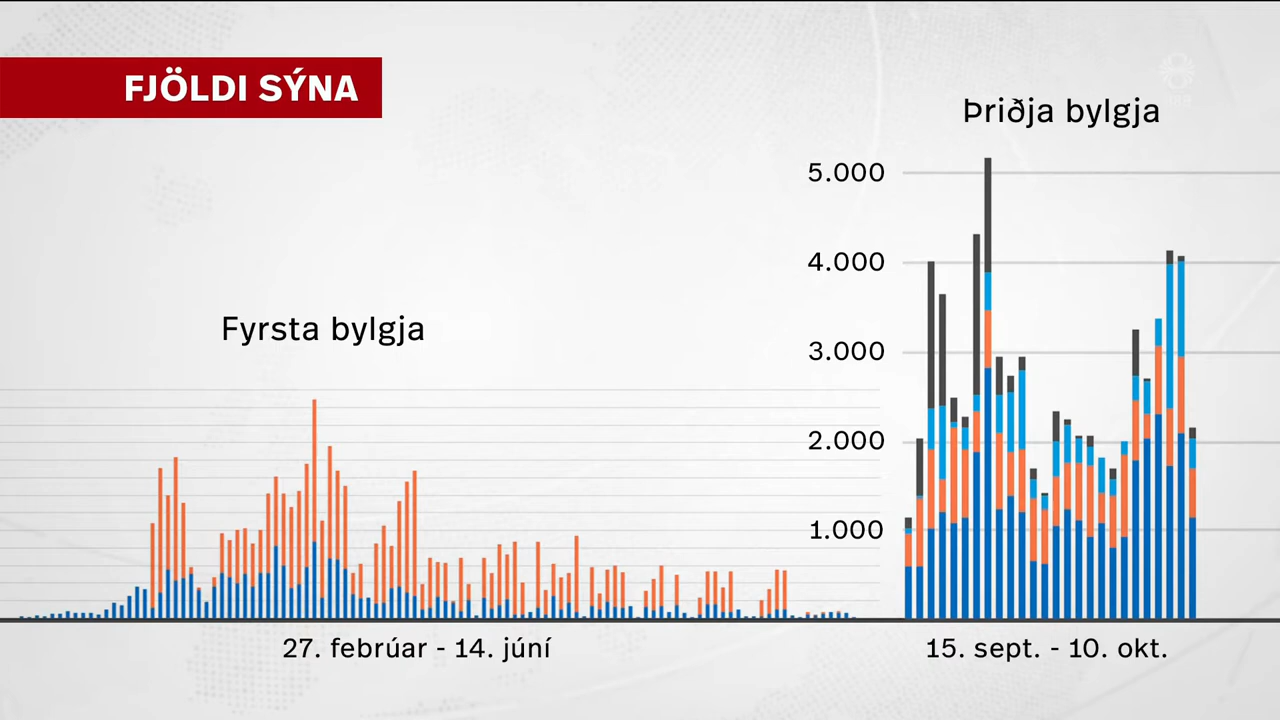 FJÖLDI SÝNA
Þriðja bylgja
5.000
4.000
3.000
2.000
1.000
Fyrsta bylgja
27. febrúar - 14. júní
15. sept. - 10. okt.